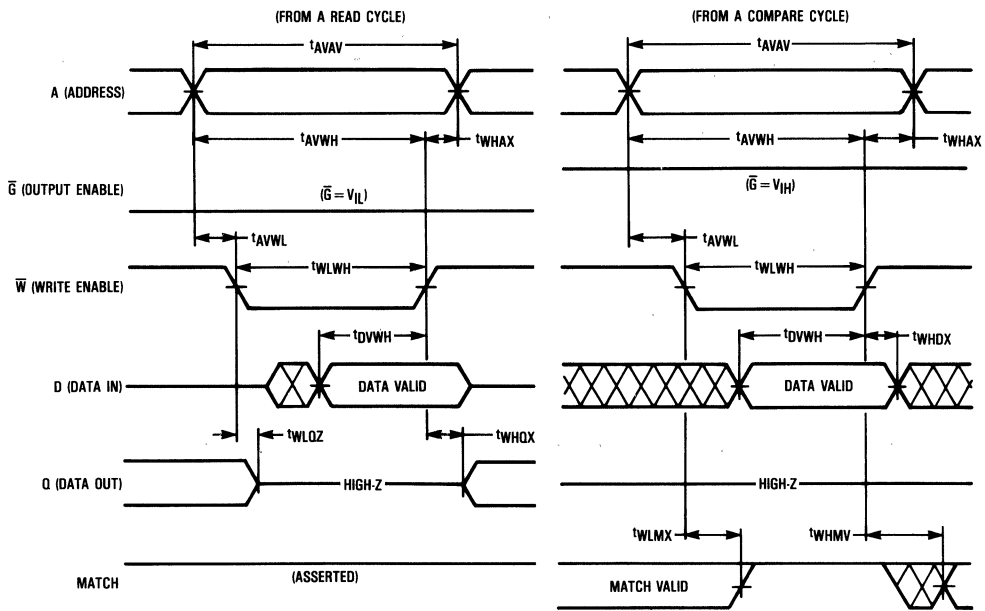 (FROM A READ CYCLE) (FROM A COMPARE CYCLE)
tAVAV tAVAV
A (ADDRESS)
tAVWH tWHAX tAVWH tWHAX
G̅ (OUTPUT ENABLE) (G̅ = VIL) (G̅ = VIH)
tAVWL tAVWL
W̅ (WRITE ENABLE) tWLWH tWLWH
tDVWH tDVWH tWHDX
D (DATA IN) DATA VALID DATA VALID
tWLQZ tWHQX
Q (DATA OUT) HIGH-Z HIGH-Z
tWLMX tWHMV
MATCH (ASSERTED) MATCH VALID